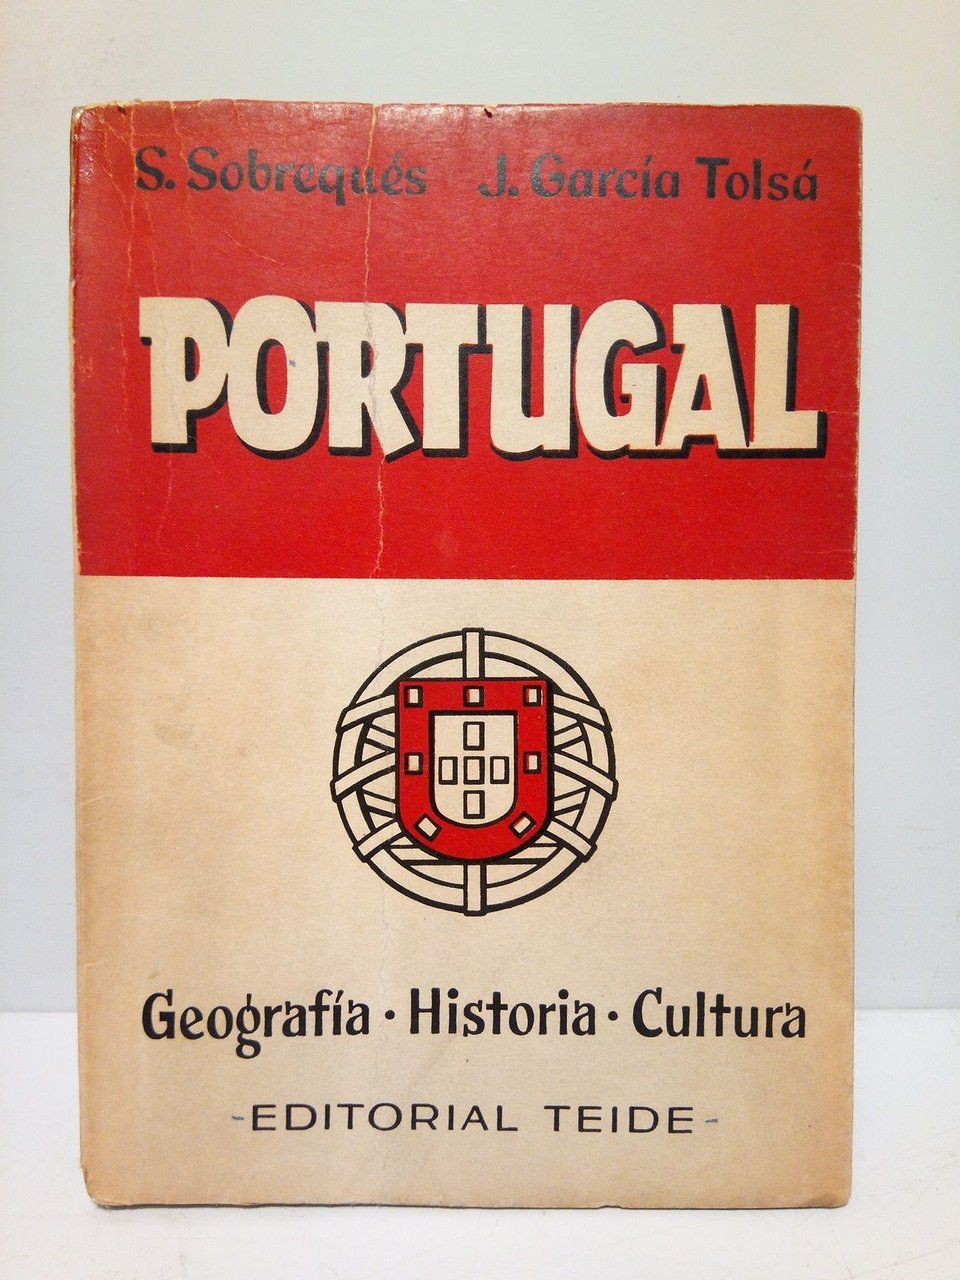 S. Sobrequés J. García Tolsá
PORTUGAL
Geografía · Historia · Cultura
-EDITORIAL TEIDE-